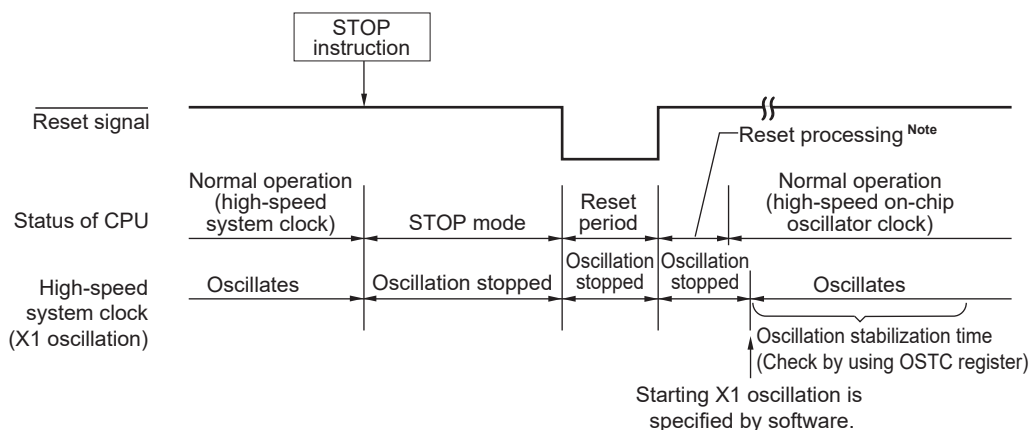 STOP
instruction
Reset signal
Reset processing Note
Status of CPU
Normal operation
(high-speed
system clock)
STOP mode
Reset
period
Normal operation
(high-speed on-chip
oscillator clock)
High-speed
system clock
(X1 oscillation)
Oscillates
Oscillation stopped
Oscillation
stopped
Oscillation
stopped
Oscillates
Oscillation stabilization time
(Check by using OSTC register)
Starting X1 oscillation is
specified by software.